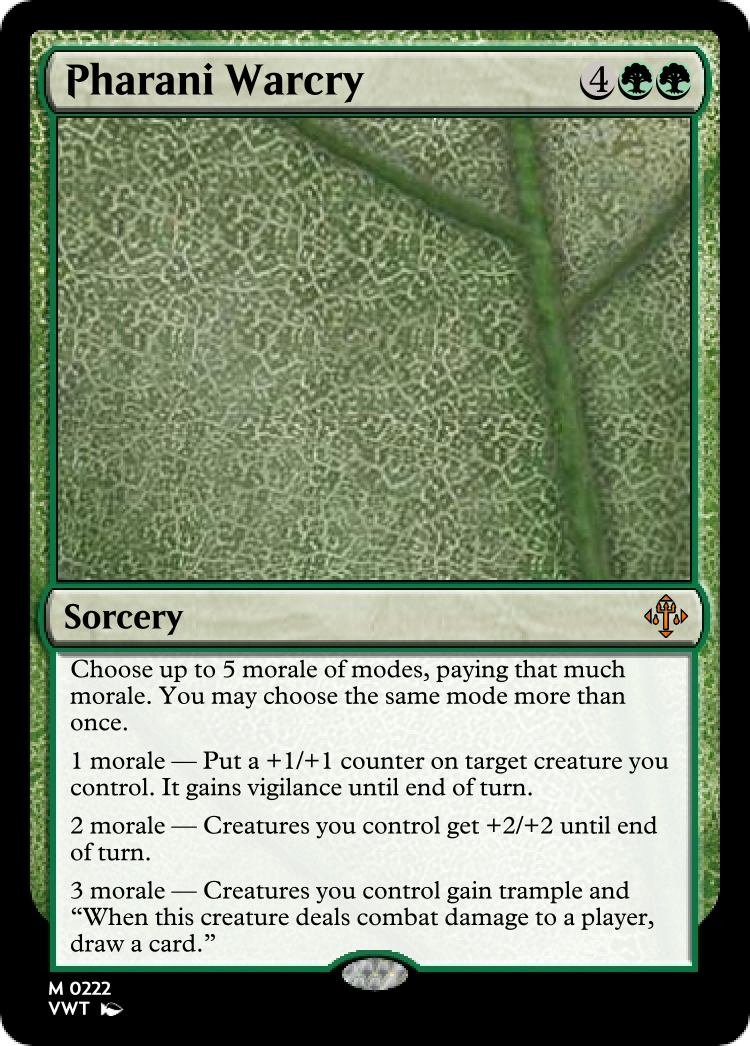 Pharani Warcry 4
Sorcery
Choose up to 5 morale of modes, paying that much
morale. You may choose the same mode more than
once.
1 morale — Put a +1/+1 counter on target creature you
control. It gains vigilance until end of turn.
2 morale — Creatures you control get +2/+2 until end
of turn.
3 morale — Creatures you control gain trample and
“When this creature deals combat damage to a player,
draw a card.”
M 0222
VWT